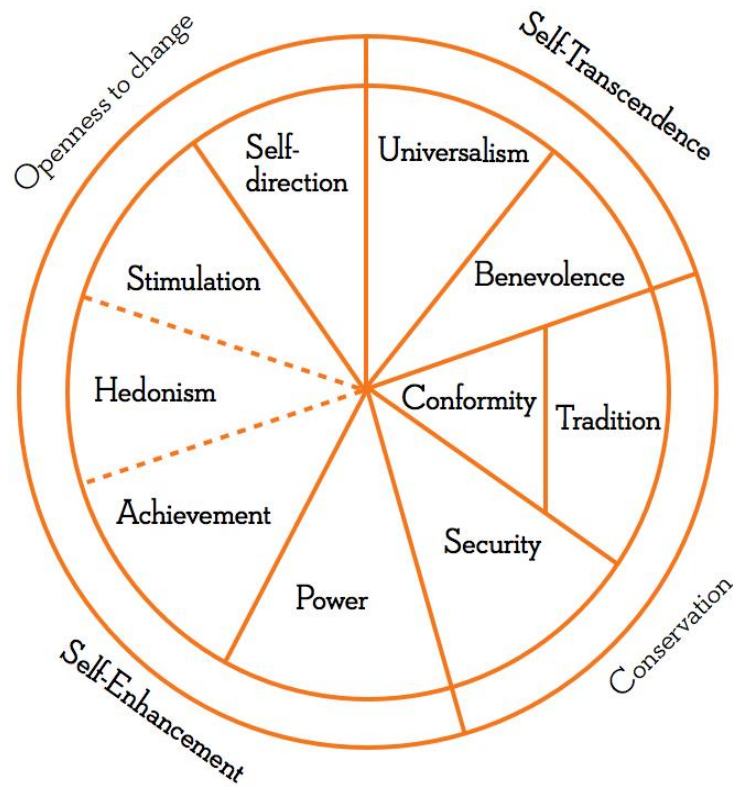 Openness to change
Self-Transcendence
Self-
direction
Universalism
Stimulation
Benevolence
Hedonism
Conformity
Tradition
Achievement
Security
Power
Self-Enhancement
Conservation